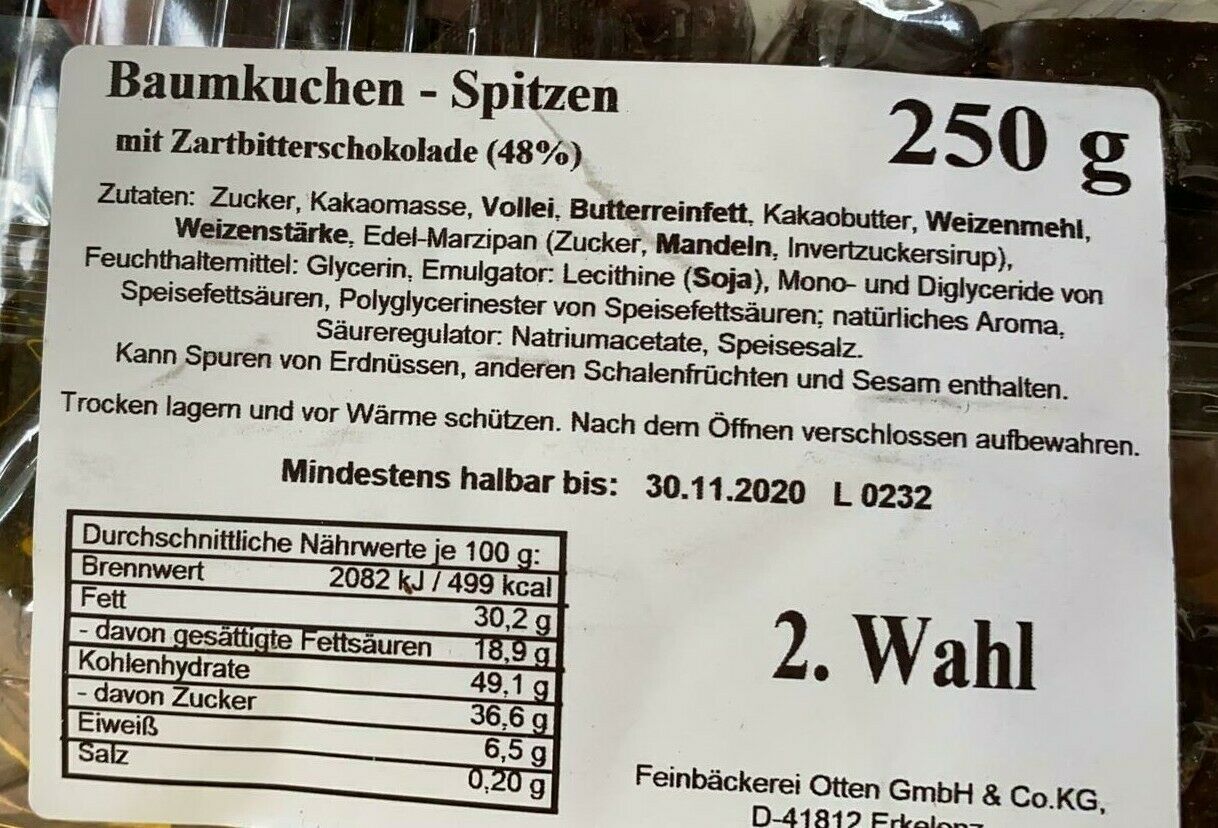 Baumkuchen - Spitzen
250 g
mit Zartbitterschokolade (48%)
Zutaten: Zucker, Kakaomasse, Vollei, Butterreinfett, Kakaobutter, Weizenmehl,
Weizenstärke, Edel-Marzipan (Zucker, Mandeln, Invertzuckersirup),
Feuchthaltemittel: Glycerin, Emulgator: Lecithine (Soja), Mono- und Diglyceride von
Speisefettsäuren, Polyglycerinester von Speisefettsäuren; natürliches Aroma,
Säureregulator: Natriumacetate, Speisesalz.
Kann Spuren von Erdnüssen, anderen Schalenfrüchten und Sesam enthalten.
Trocken lagern und vor Wärme schützen. Nach dem Öffnen verschlossen aufbewahren.
Mindestens halbar bis: 30.11.2020 L 0232
Durchschnittliche Nährwerte je 100 g:
Brennwert 2082 kJ / 499 kcal
Fett 30,2 g
- davon gesättigte Fettsäuren 18,9 g
Kohlenhydrate 49,1 g
- davon Zucker 36,6 g
Eiweiß 6,5 g
Salz 0,20 g
2. Wahl
Feinbäckerei Otten GmbH & Co.KG,
D-41812 Erkelenz